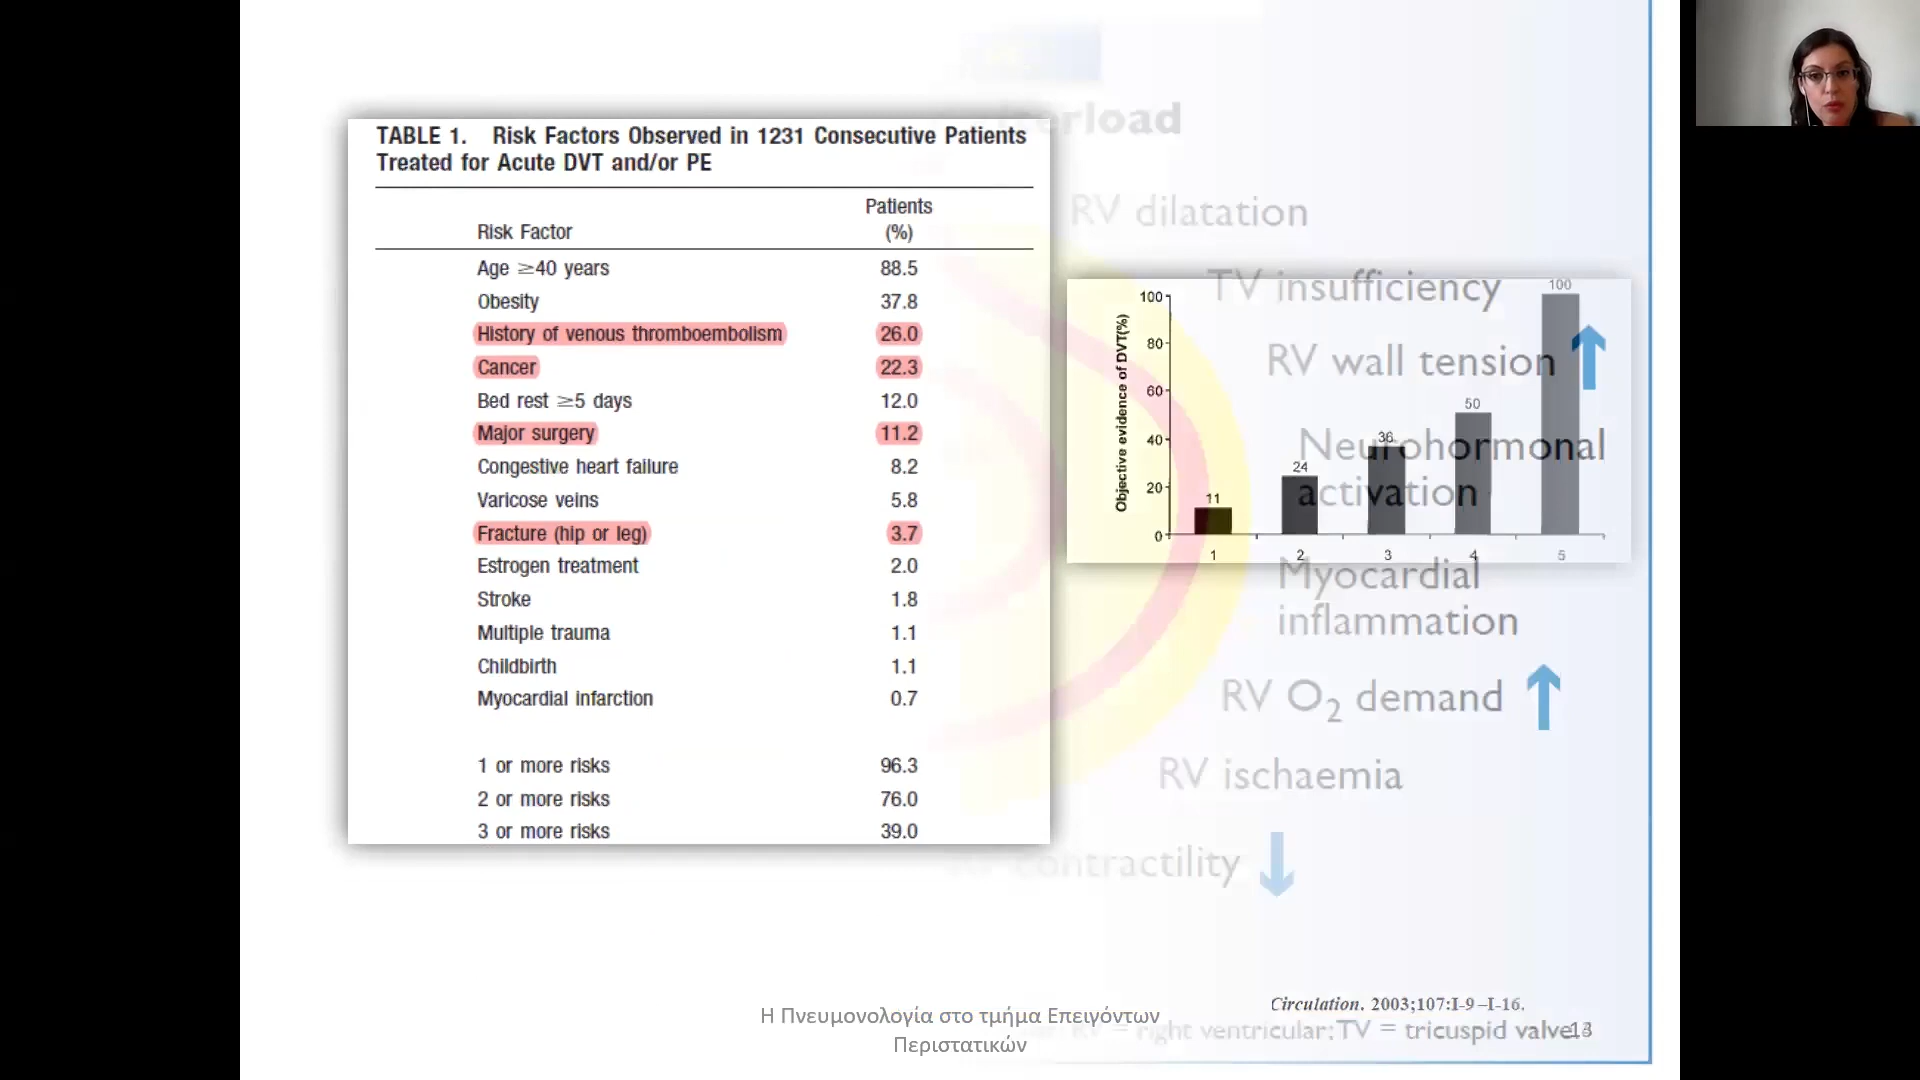 TABLE 1. Risk Factors Observed in 1231 Consecutive Patients
Treated for Acute DVT and/or PE
Patients
Risk Factor (%)
Age ≥40 years 88.5
Obesity 37.8
History of venous thromboembolism 26.0
Cancer 22.3
Bed rest ≥5 days 12.0
Major surgery 11.2
Congestive heart failure 8.2
Varicose veins 5.8
Fracture (hip or leg) 3.7
Estrogen treatment 2.0
Stroke 1.8
Multiple trauma 1.1
Childbirth 1.1
Myocardial infarction 0.7
1 or more risks 96.3
2 or more risks 76.0
3 or more risks 39.0
RV dilatation
TV insufficiency
RV wall tension
Neurohormonal
activation
Myocardial
inflammation
RV O₂ demand
RV ischaemia
contractility
Objective evidence of DVT(%)
100
80
60
40
20
0
11
24
36
50
100
1 2 3 4 5
Circulation. 2003;107:I-9–I-16.
RV = right ventricular; TV = tricuspid valve.
Η Πνευμονολογία στο τμήμα Επειγόντων
Περιστατικών